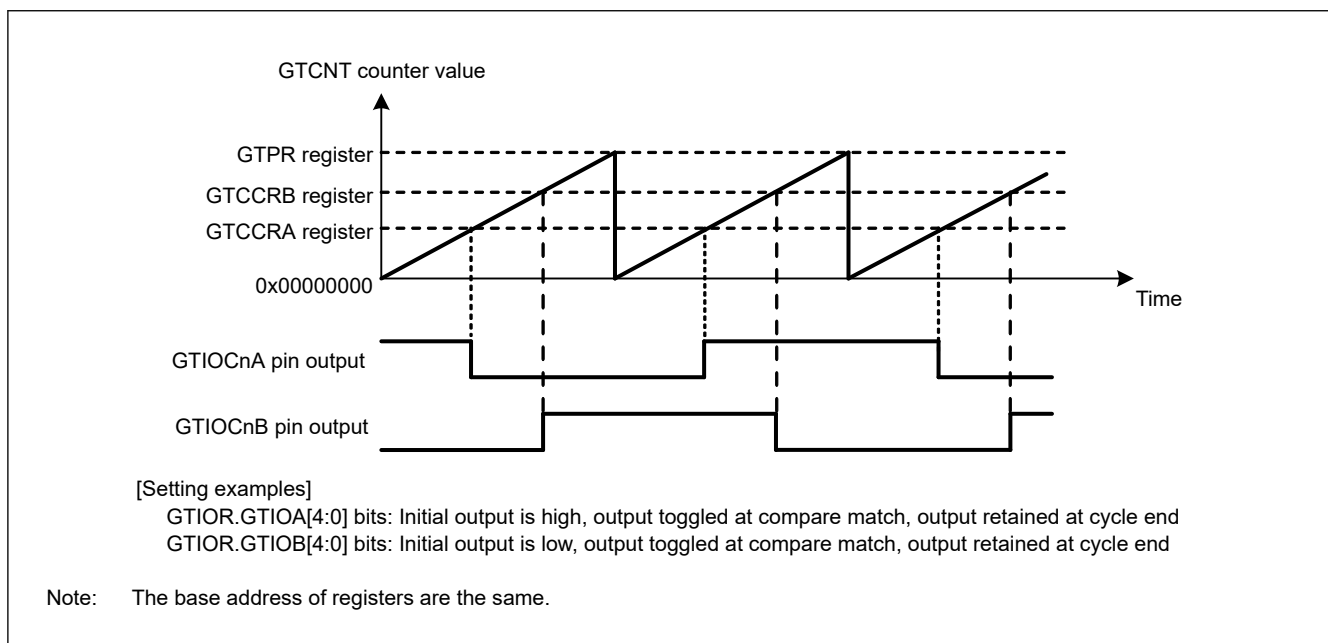 GTCNT counter value
GTPR register
GTCCRB register
GTCCRA register
0x00000000
Time
GTIOCnA pin output
GTIOCnB pin output
[Setting examples]
GTIOR.GTIOA[4:0] bits: Initial output is high, output toggled at compare match, output retained at cycle end
GTIOR.GTIOB[4:0] bits: Initial output is low, output toggled at compare match, output retained at cycle end
Note: The base address of registers are the same.